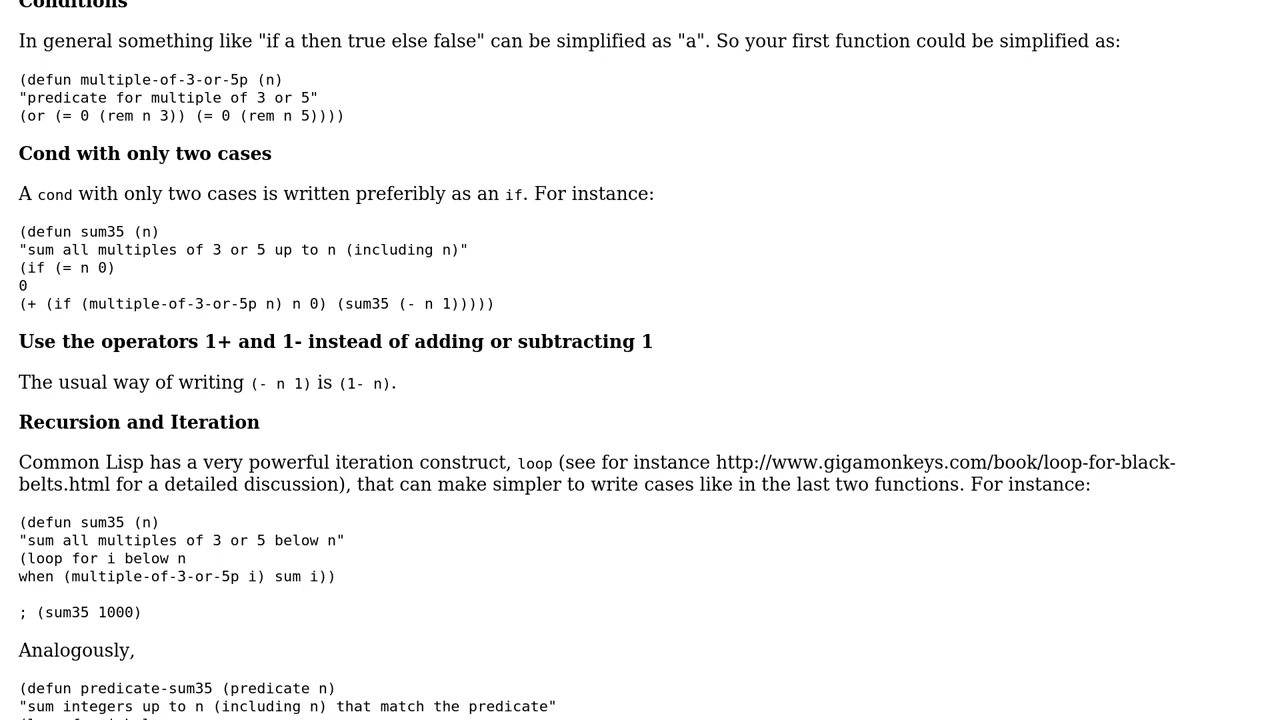 Conditions
In general something like "if a then true else false" can be simplified as "a". So your first function could be simplified as:
(defun multiple-of-3-or-5p (n)
"predicate for multiple of 3 or 5"
(or (= 0 (rem n 3)) (= 0 (rem n 5))))
Cond with only two cases
A cond with only two cases is written preferibly as an if. For instance:
(defun sum35 (n)
"sum all multiples of 3 or 5 up to n (including n)"
(if (= n 0)
0
(+ (if (multiple-of-3-or-5p n) n 0) (sum35 (- n 1)))))
Use the operators 1+ and 1- instead of adding or subtracting 1
The usual way of writing (- n 1) is (1- n).
Recursion and Iteration
Common Lisp has a very powerful iteration construct, loop (see for instance http://www.gigamonkeys.com/book/loop-for-black-
belts.html for a detailed discussion), that can make simpler to write cases like in the last two functions. For instance:
(defun sum35 (n)
"sum all multiples of 3 or 5 below n"
(loop for i below n
when (multiple-of-3-or-5p i) sum i))
; (sum35 1000)
Analogously,
(defun predicate-sum35 (predicate n)
"sum integers up to n (including n) that match the predicate"